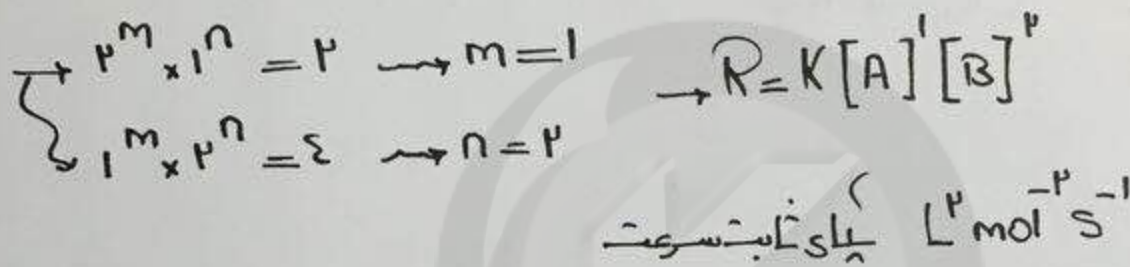 → ۲^m × ۱^n = ۲ → m = ۱ → R = K[A]^۱[B]^۲
۱^m × ۲^n = ٤ → n = ۲
یکای ثابت سرعت L^۲ mol^-۲ s^-۱